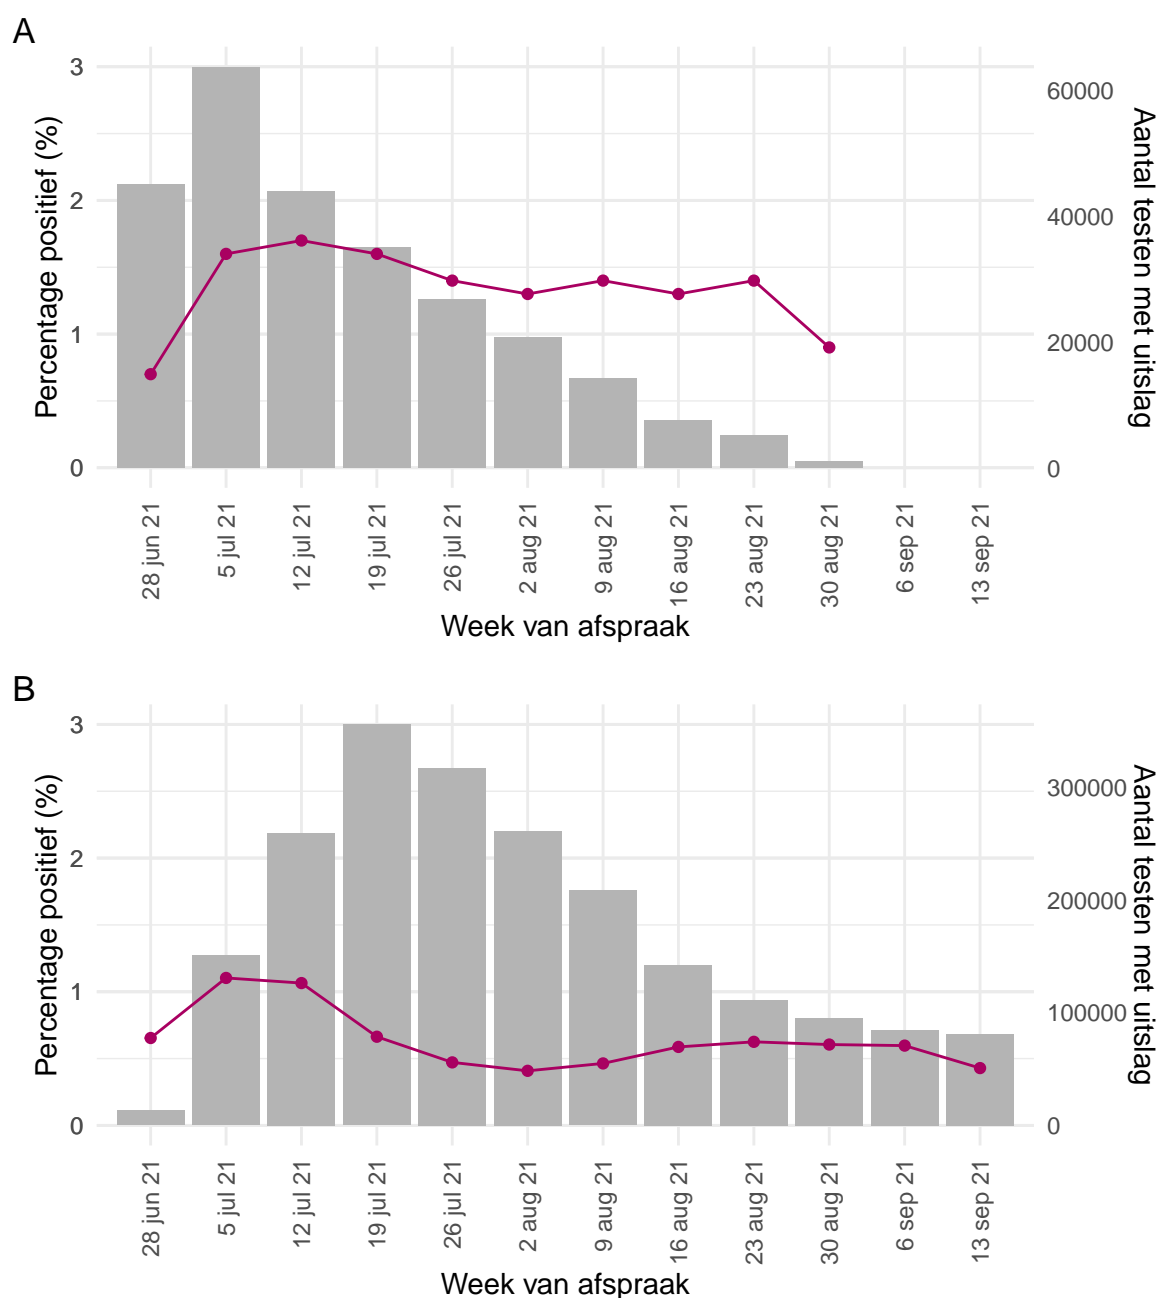 A
Percentage positief (%)
3
2
1
0
60000
40000
20000
0
Aantal testen met uitslag
28 jun 21
5 jul 21
12 jul 21
19 jul 21
26 jul 21
2 aug 21
9 aug 21
16 aug 21
23 aug 21
30 aug 21
6 sep 21
13 sep 21
Week van afspraak
B
Percentage positief (%)
3
2
1
0
300000
200000
100000
0
Aantal testen met uitslag
28 jun 21
5 jul 21
12 jul 21
19 jul 21
26 jul 21
2 aug 21
9 aug 21
16 aug 21
23 aug 21
30 aug 21
6 sep 21
13 sep 21
Week van afspraak